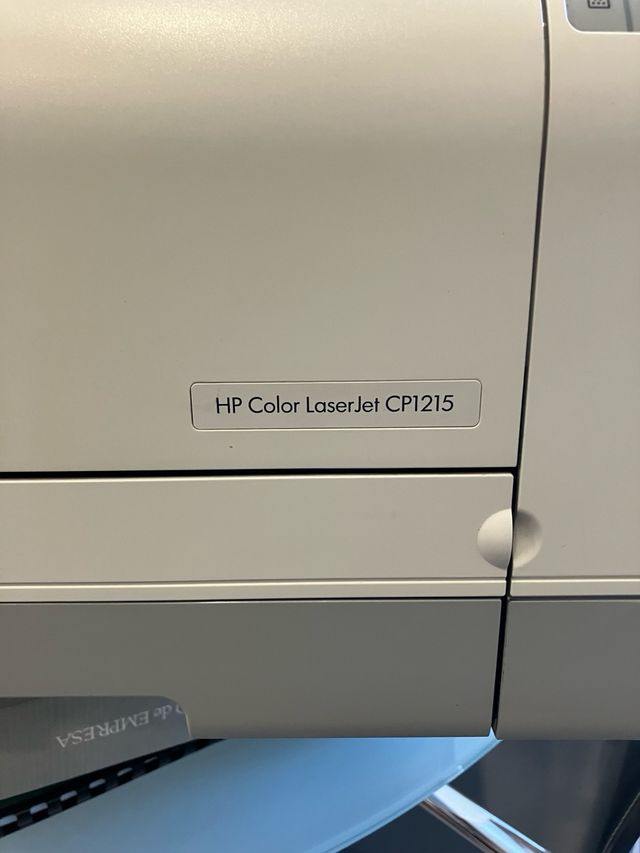 HP Color LaserJet CP1215
de EMPRESA